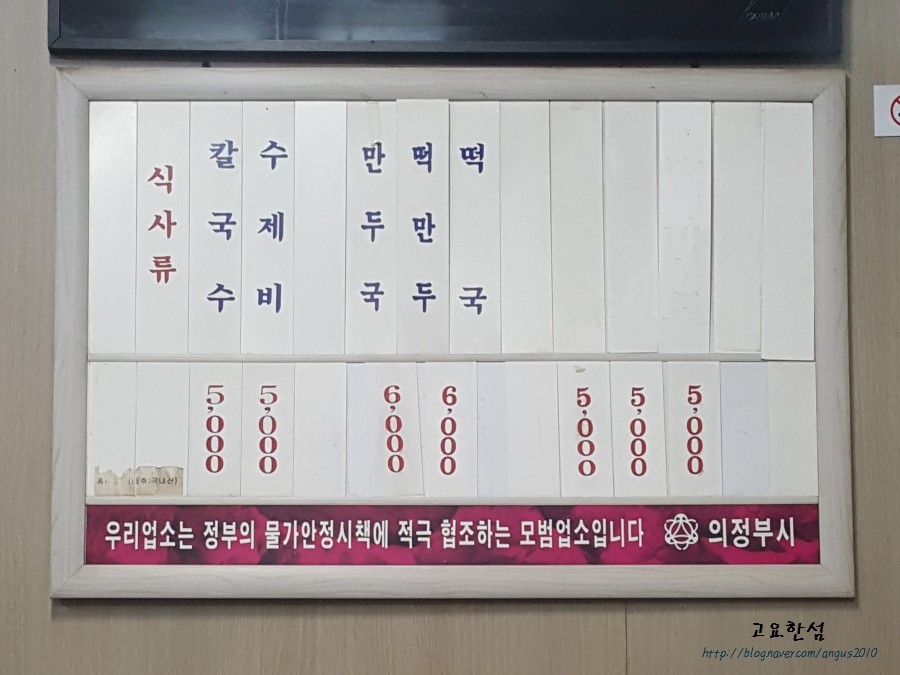 식사류
칼국수
수제비
만두국
떡만두
떡국
5,000
5,000
6,000
6,000
5,000
5,000
5,000
국내산)
우리업소는 정부의 물가안정시책에 적극 협조하는 모범업소입니다 의정부시
고요한섬
http://blog.naver.com/angus2010